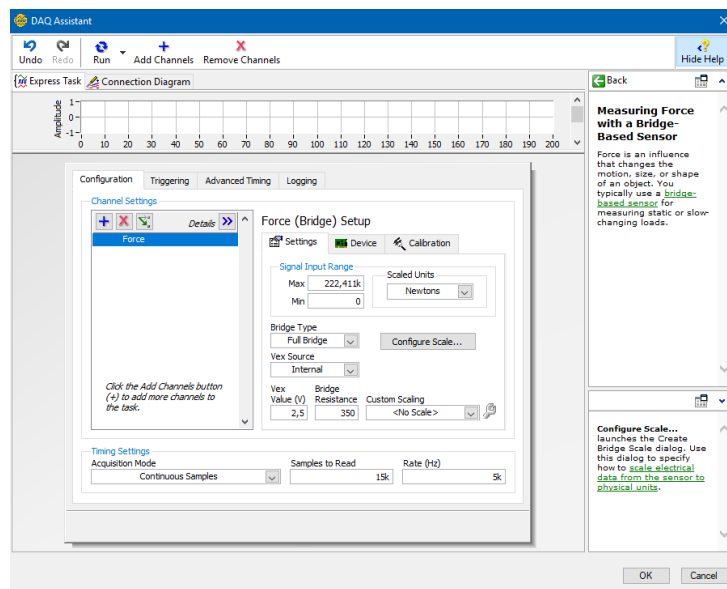 DAQ Assistant
Undo Redo Run Add Channels Remove Channels Hide Help
Express Task Connection Diagram
Back
Amplitude
1
0
-1
0 10 20 30 40 50 60 70 80 90 100 110 120 130 140 150 160 170 180 190 200
Configuration Triggering Advanced Timing Logging
Channel Settings
Details
Force
Click the Add Channels button
(+) to add more channels to
the task.
Force (Bridge) Setup
Settings Device Calibration
Signal Input Range
Max 222,411k
Min 0
Scaled Units
Newtons
Bridge Type
Full Bridge
Configure Scale...
Vex Source
Internal
Vex
Value (V)
Bridge
Resistance
Custom Scaling
2,5 350 <No Scale>
Timing Settings
Acquisition Mode Samples to Read Rate (Hz)
Continuous Samples 15k 5k
Measuring Force
with a Bridge-
Based Sensor
Force is an influence
that changes the
motion, size, or shape
of an object. You
typically use a bridge-
based sensor for
measuring static or slow-
changing loads.
Configure Scale...
launches the Create
Bridge Scale dialog. Use
this dialog to specify
how to scale electrical
data from the sensor to
physical units.
OK Cancel